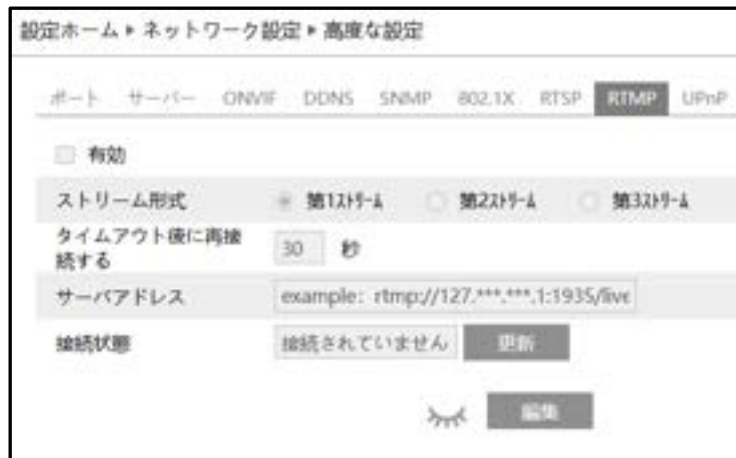 設定ホーム▶ネットワーク設定▶高度な設定
ポート サーバー ONVIF DDNS SNMP 802.1X RTSP RTMP UPnP
有効
ストリーム形式 第1ストリーム 第2ストリーム 第3ストリーム
タイムアウト後に再接
続する 30 秒
サーバアドレス example: rtmp://127.***.***.1:1935/live
接続状態 接続されていません 更新
編集